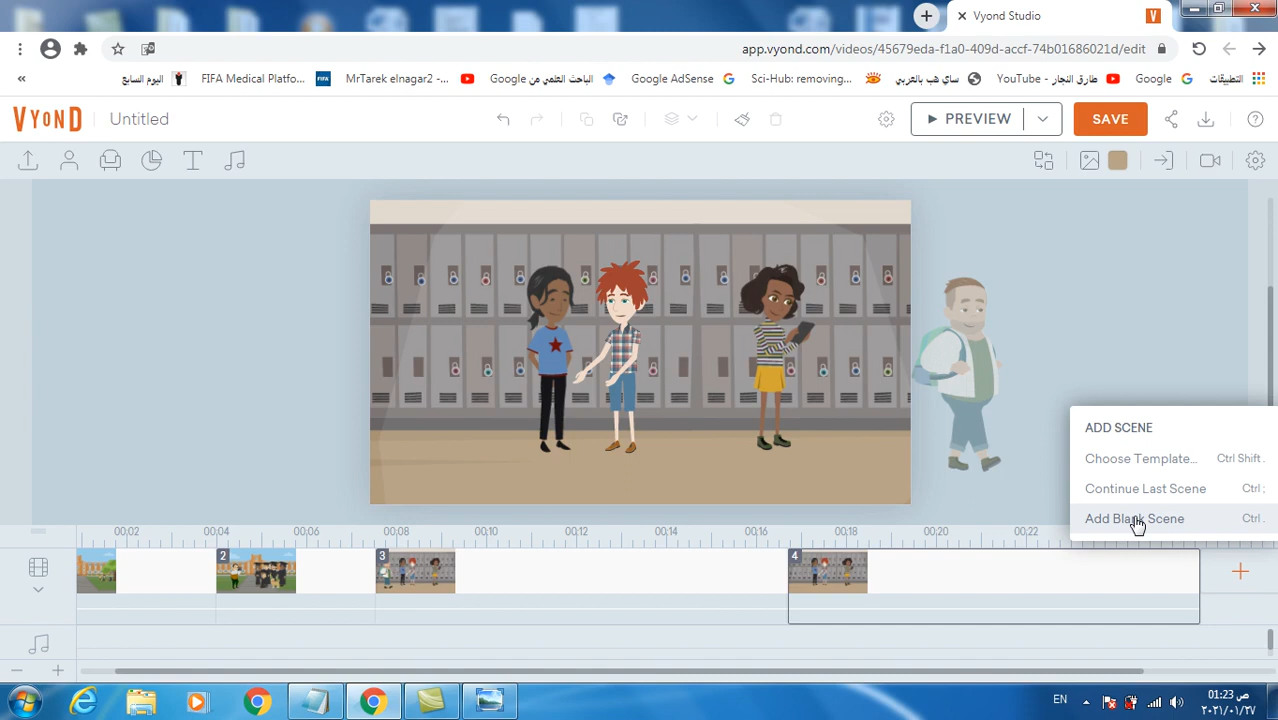 Vyond Studio
app.vyond.com/videos/45679eda-f1a0-409d-accf-74b01686021d/edit
« اليوم السابع FIFA Medical Platfo... MrTarek elnagar2 - ... الباحث العلمي من Google Google AdSense Sci-Hub: removing... ساي هب بالعربي طارق النجار - YouTube Google التطبيقات
VYOND Untitled PREVIEW SAVE
ADD SCENE
Choose Template... Ctrl Shift .
Continue Last Scene Ctrl ;
Add Blank Scene Ctrl .
00:02 00:04 00:06 00:08 00:10 00:12 00:14 00:16 00:18 00:20 00:22
2 3 4
EN 01:23 ص
٢٠٢١/٠١/٢٧